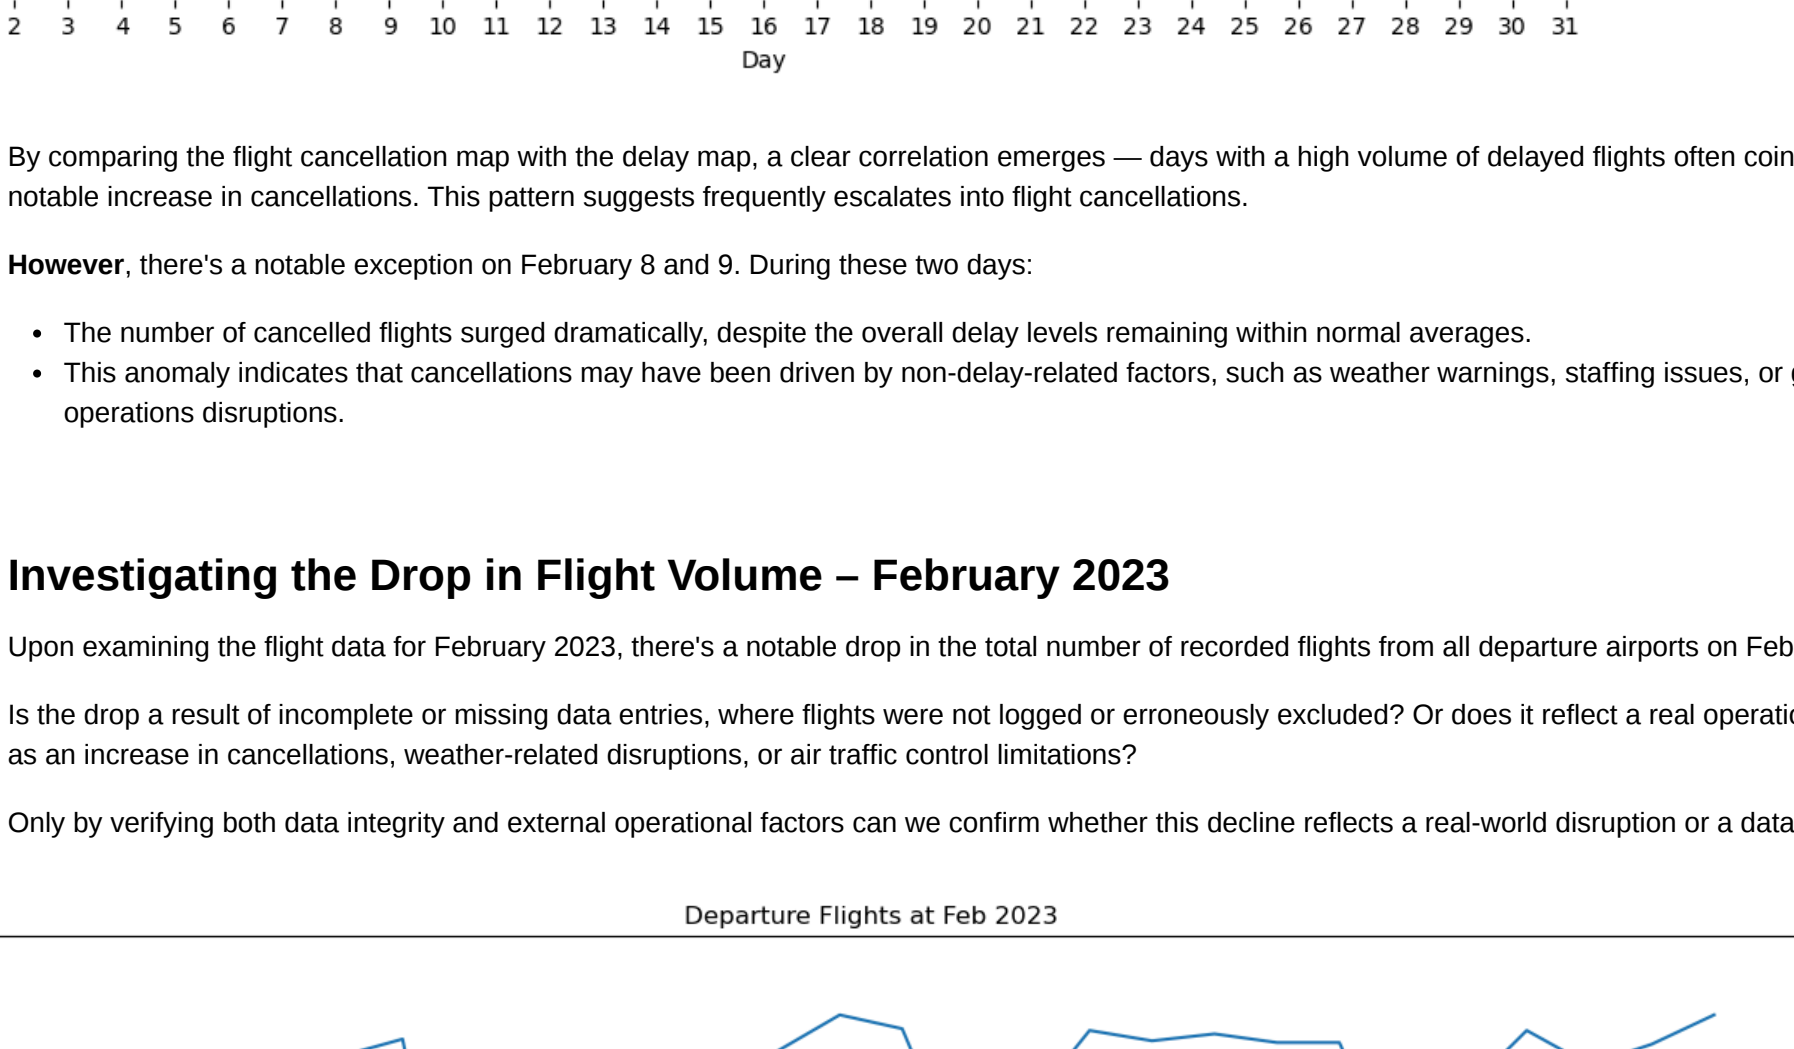 2 3 4 5 6 7 8 9 10 11 12 13 14 15 16 17 18 19 20 21 22 23 24 25 26 27 28 29 30 31
Day
By comparing the flight cancellation map with the delay map, a clear correlation emerges — days with a high volume of delayed flights often coin
notable increase in cancellations. This pattern suggests frequently escalates into flight cancellations.
However, there's a notable exception on February 8 and 9. During these two days:
• The number of cancelled flights surged dramatically, despite the overall delay levels remaining within normal averages.
• This anomaly indicates that cancellations may have been driven by non-delay-related factors, such as weather warnings, staffing issues, or
operations disruptions.
Investigating the Drop in Flight Volume – February 2023
Upon examining the flight data for February 2023, there's a notable drop in the total number of recorded flights from all departure airports on Feb
Is the drop a result of incomplete or missing data entries, where flights were not logged or erroneously excluded? Or does it reflect a real operatio
as an increase in cancellations, weather-related disruptions, or air traffic control limitations?
Only by verifying both data integrity and external operational factors can we confirm whether this decline reflects a real-world disruption or a data
Departure Flights at Feb 2023